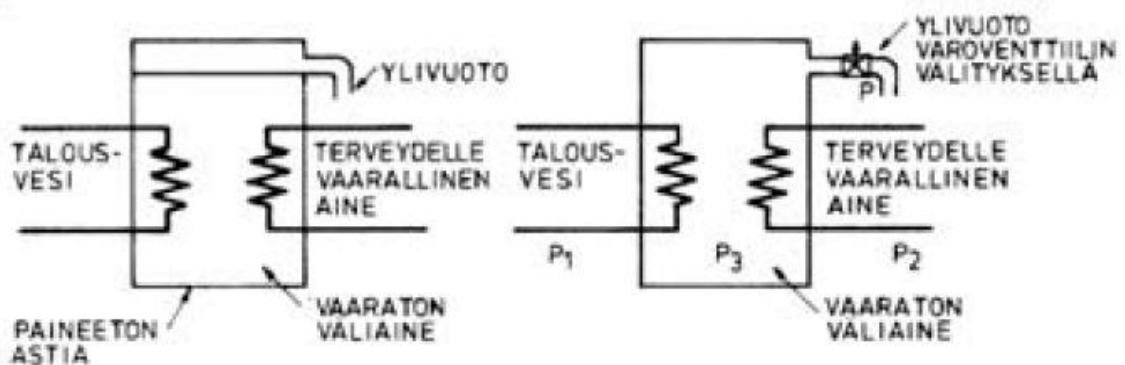 YLIVUOTO
TALOUS-
VESI
TERVEYDELLE
VAARALLINEN
AINE
VAARATON
VALIAINE
PAINEETON
ASTIA
YLIVUOTO
VAROVENTTIILIN
VALITYKSELLÄ
P
TALOUS-
VESI
TERVEYDELLE
VAARALLINEN
AINE
P1
P3
P2
VAARATON
VALIAINE